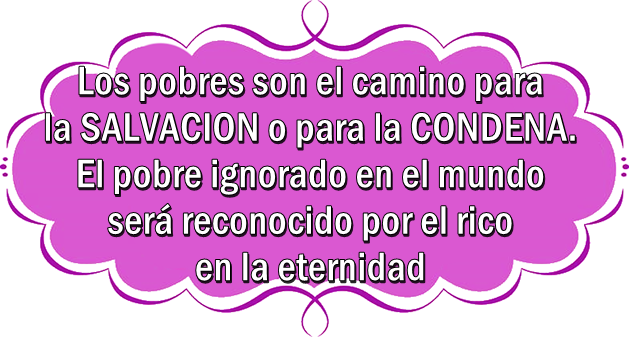 Los pobres son el camino para
la SALVACION o para la CONDENA.
El pobre ignorado en el mundo
será reconocido por el rico
en la eternidad